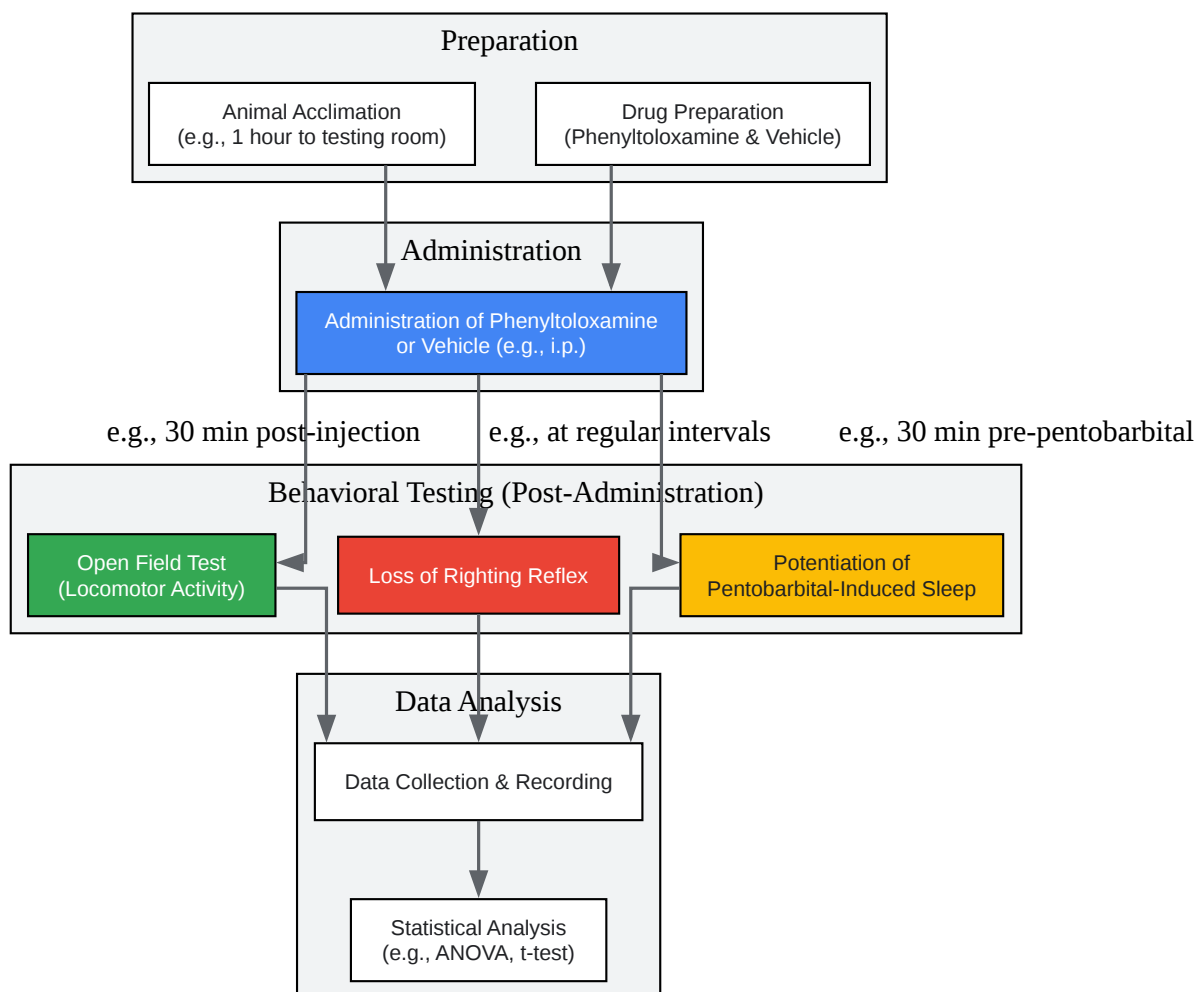 Preparation
Animal Acclimation
(e.g., 1 hour to testing room)
Drug Preparation
(Phenyltoloxamine & Vehicle)
Administration
Administration of Phenyltoloxamine
or Vehicle (e.g., i.p.)
e.g., 30 min post-injection
e.g., at regular intervals
e.g., 30 min pre-pentobarbital
Behavioral Testing (Post-Administration)
Open Field Test
(Locomotor Activity)
Loss of Righting Reflex
Potentiation of
Pentobarbital-Induced Sleep
Data Analysis
Data Collection & Recording
Statistical Analysis
(e.g., ANOVA, t-test)